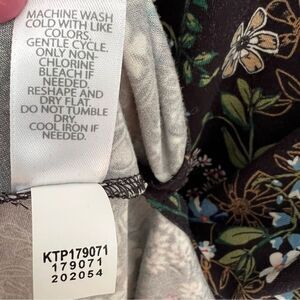 MACHINE WASH
COLD WITH LIKE
COLORS.
GENTLE CYCLE.
ONLY NON-
CHLORINE
BLEACH IF
NEEDED.
RESHAPE AND
DRY FLAT.
DO NOT TUMBLE
DRY.
COOL IRON IF
NEEDED.
KTP179071
179071
202054